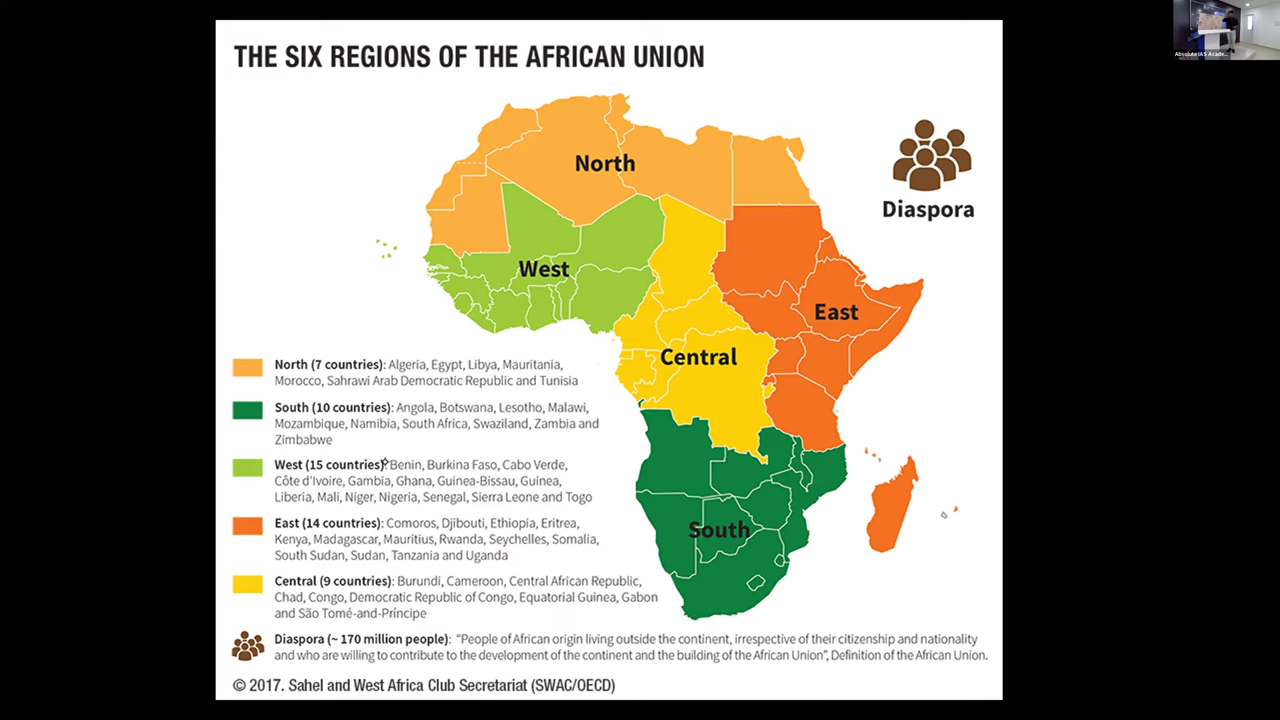 THE SIX REGIONS OF THE AFRICAN UNION
Absolute IAS Acade...
North
Diaspora
West
East
Central
South
North (7 countries): Algeria, Egypt, Libya, Mauritania,
Morocco, Sahrawi Arab Democratic Republic and Tunisia
South (10 countries): Angola, Botswana, Lesotho, Malawi,
Mozambique, Namibia, South Africa, Swaziland, Zambia and
Zimbabwe
West (15 countries): Benin, Burkina Faso, Cabo Verde,
Côte d'Ivoire, Gambia, Ghana, Guinea-Bissau, Guinea,
Liberia, Mali, Niger, Nigeria, Senegal, Sierra Leone and Togo
East (14 countries): Comoros, Djibouti, Ethiopia, Eritrea,
Kenya, Madagascar, Mauritius, Rwanda, Seychelles, Somalia,
South Sudan, Sudan, Tanzania and Uganda
Central (9 countries): Burundi, Cameroon, Central African Republic,
Chad, Congo, Democratic Republic of Congo, Equatorial Guinea, Gabon
and São Tomé-and-Príncipe
Diaspora (~ 170 million people): "People of African origin living outside the continent, irrespective of their citizenship and nationality
and who are willing to contribute to the development of the continent and the building of the African Union", Definition of the African Union.
© 2017. Sahel and West Africa Club Secretariat (SWAC/OECD)